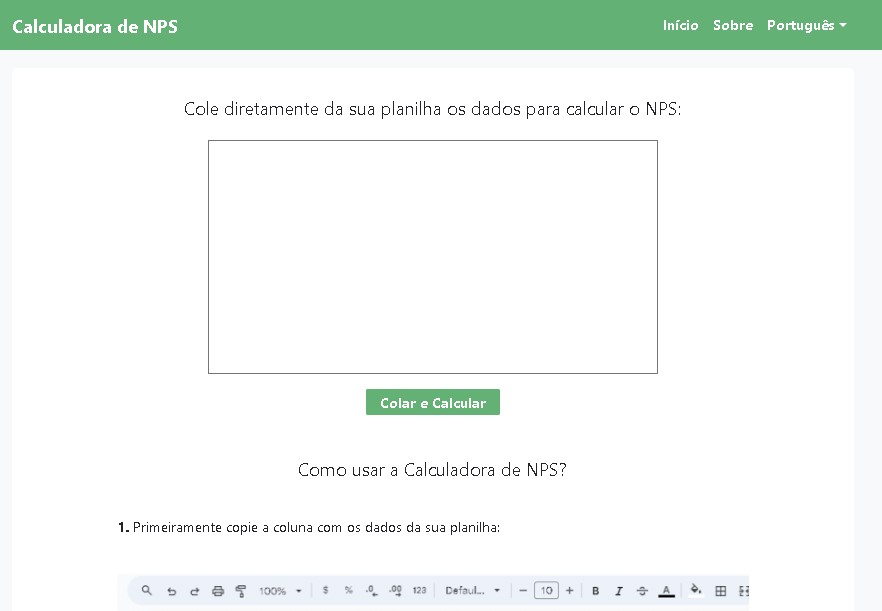 Calculadora de NPS
Início Sobre Português
Cole diretamente da sua planilha os dados para calcular o NPS:
Colar e Calcular
Como usar a Calculadora de NPS?
1. Primeiramente copie a coluna com os dados da sua planilha:
100% $ % .0 .00 123 Defaul... − 10 + B I A